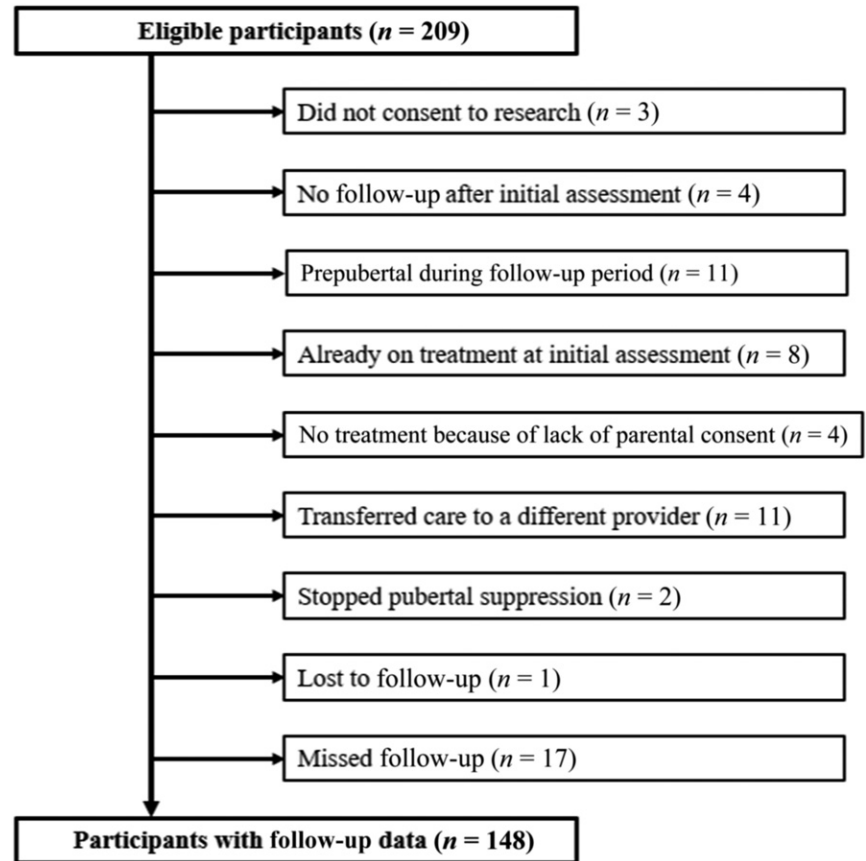 Eligible participants (n = 209)
Did not consent to research (n = 3)
No follow-up after initial assessment (n = 4)
Prepubertal during follow-up period (n = 11)
Already on treatment at initial assessment (n = 8)
No treatment because of lack of parental consent (n = 4)
Transferred care to a different provider (n = 11)
Stopped pubertal suppression (n = 2)
Lost to follow-up (n = 1)
Missed follow-up (n = 17)
Participants with follow-up data (n = 148)